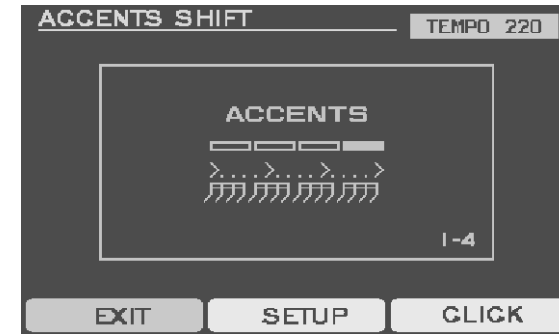 ACCENTS SHIFT
TEMPO 220
ACCENTS
>....>....>....>
1-4
EXIT
SETUP
CLICK